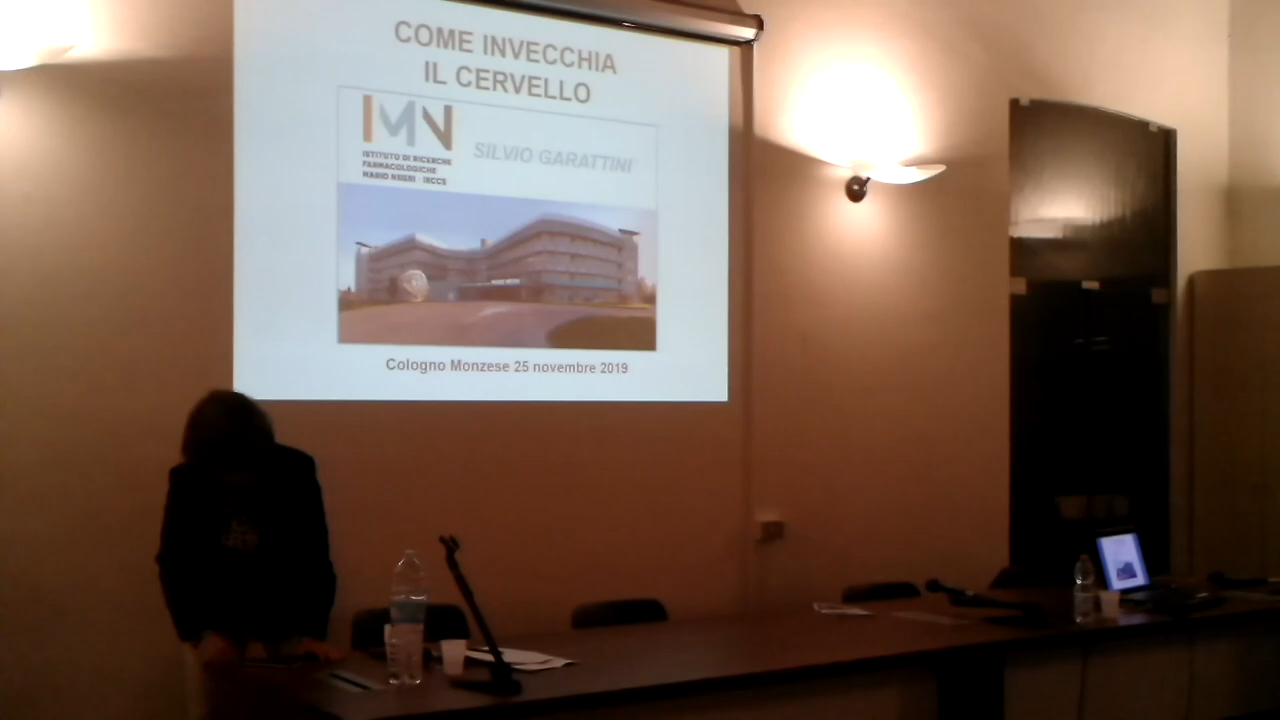 COME INVECCHIA
IL CERVELLO
IMN
ISTITUTO DI RICERCHE
FARMACOLOGICHE
MARIO NEGRI · IRCCS
SILVIO GARATTINI
Cologno Monzese 25 novembre 2019